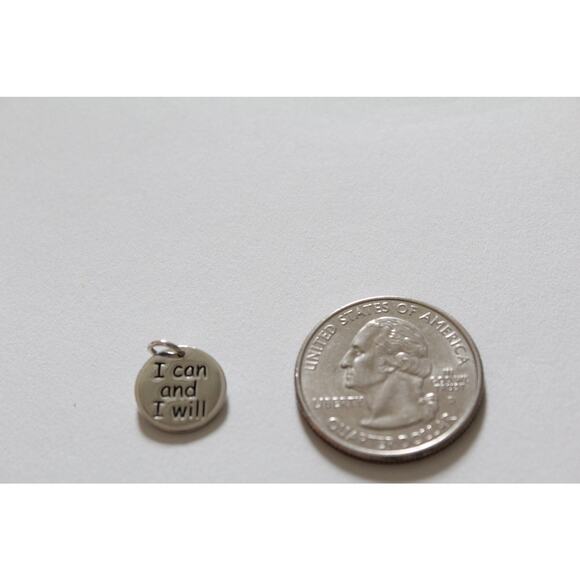 I can
and
I will
UNITED STATES OF AMERICA
LIBERTY
IN GOD WE
TRUST
QUARTER DOLLAR